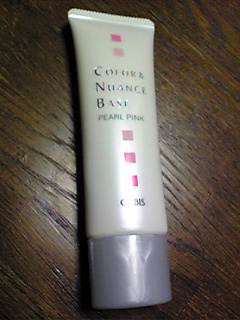 COLOR &
NUANCE
BASE
PEARL PINK
ORBIS